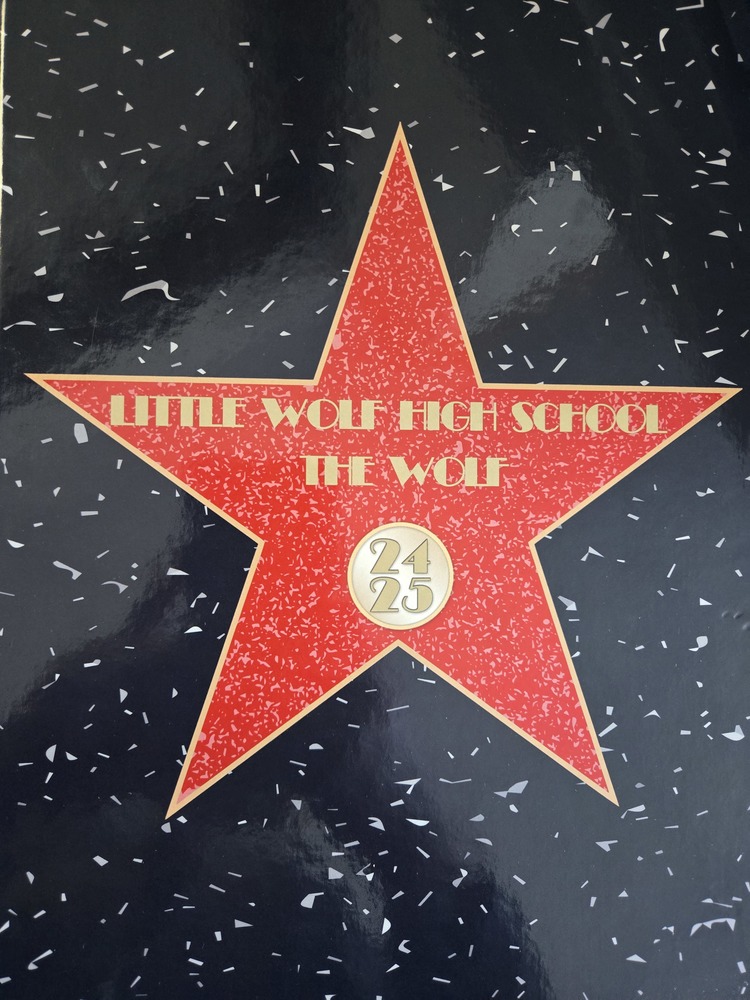 LITTLE WOLF HIGH SCHOOL
THE WOLF
24
25